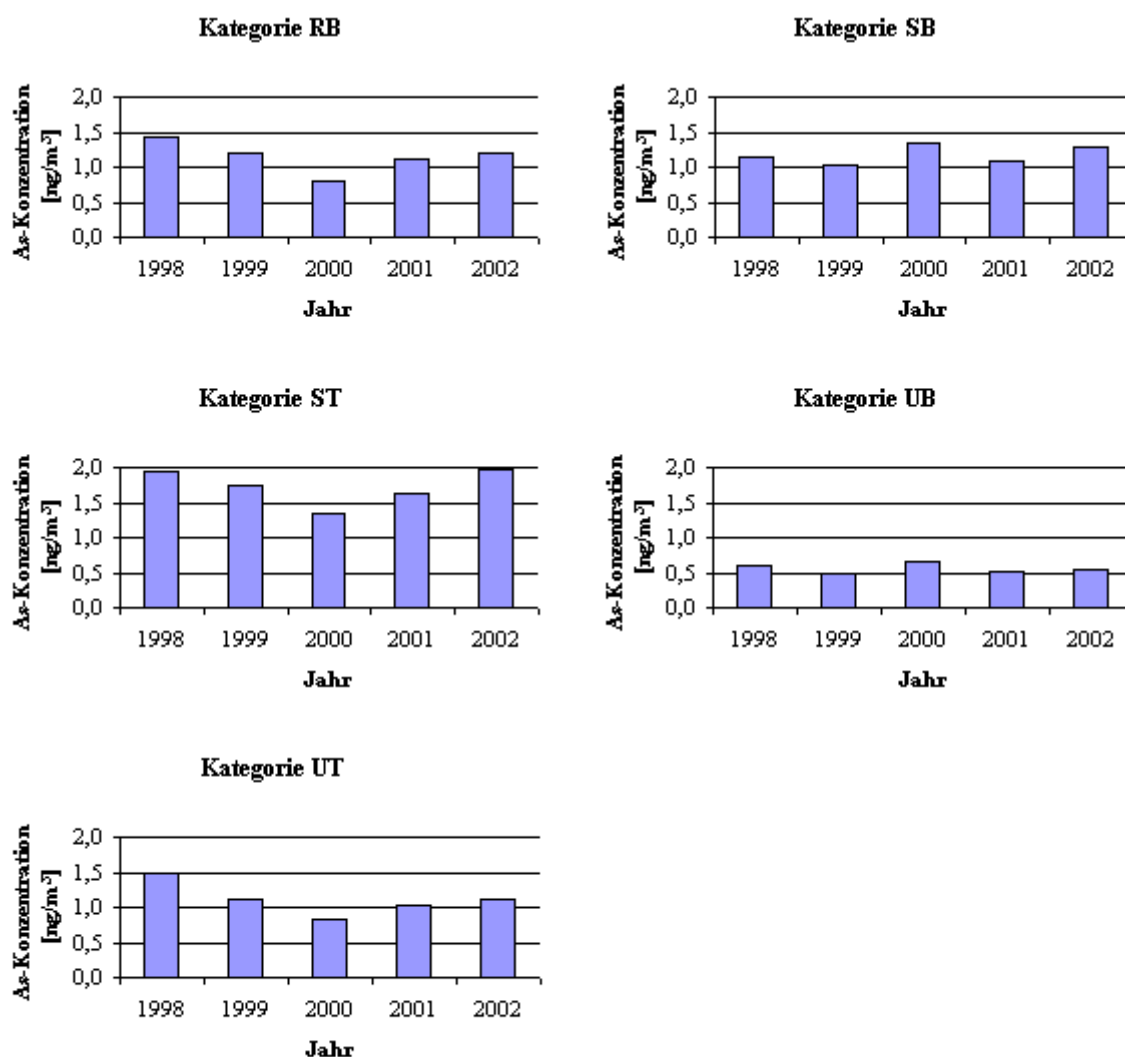 Kategorie RB
As-Konzentration
[ng/m³]
2,0
1,5
1,0
0,5
0,0
1998 1999 2000 2001 2002
Jahr
Kategorie SB
As-Konzentration
[ng/m³]
2,0
1,5
1,0
0,5
0,0
1998 1999 2000 2001 2002
Jahr
Kategorie ST
As-Konzentration
[ng/m³]
2,0
1,5
1,0
0,5
0,0
1998 1999 2000 2001 2002
Jahr
Kategorie UB
As-Konzentration
[ng/m³]
2,0
1,5
1,0
0,5
0,0
1998 1999 2000 2001 2002
Jahr
Kategorie UT
As-Konzentration
[ng/m³]
2,0
1,5
1,0
0,5
0,0
1998 1999 2000 2001 2002
Jahr